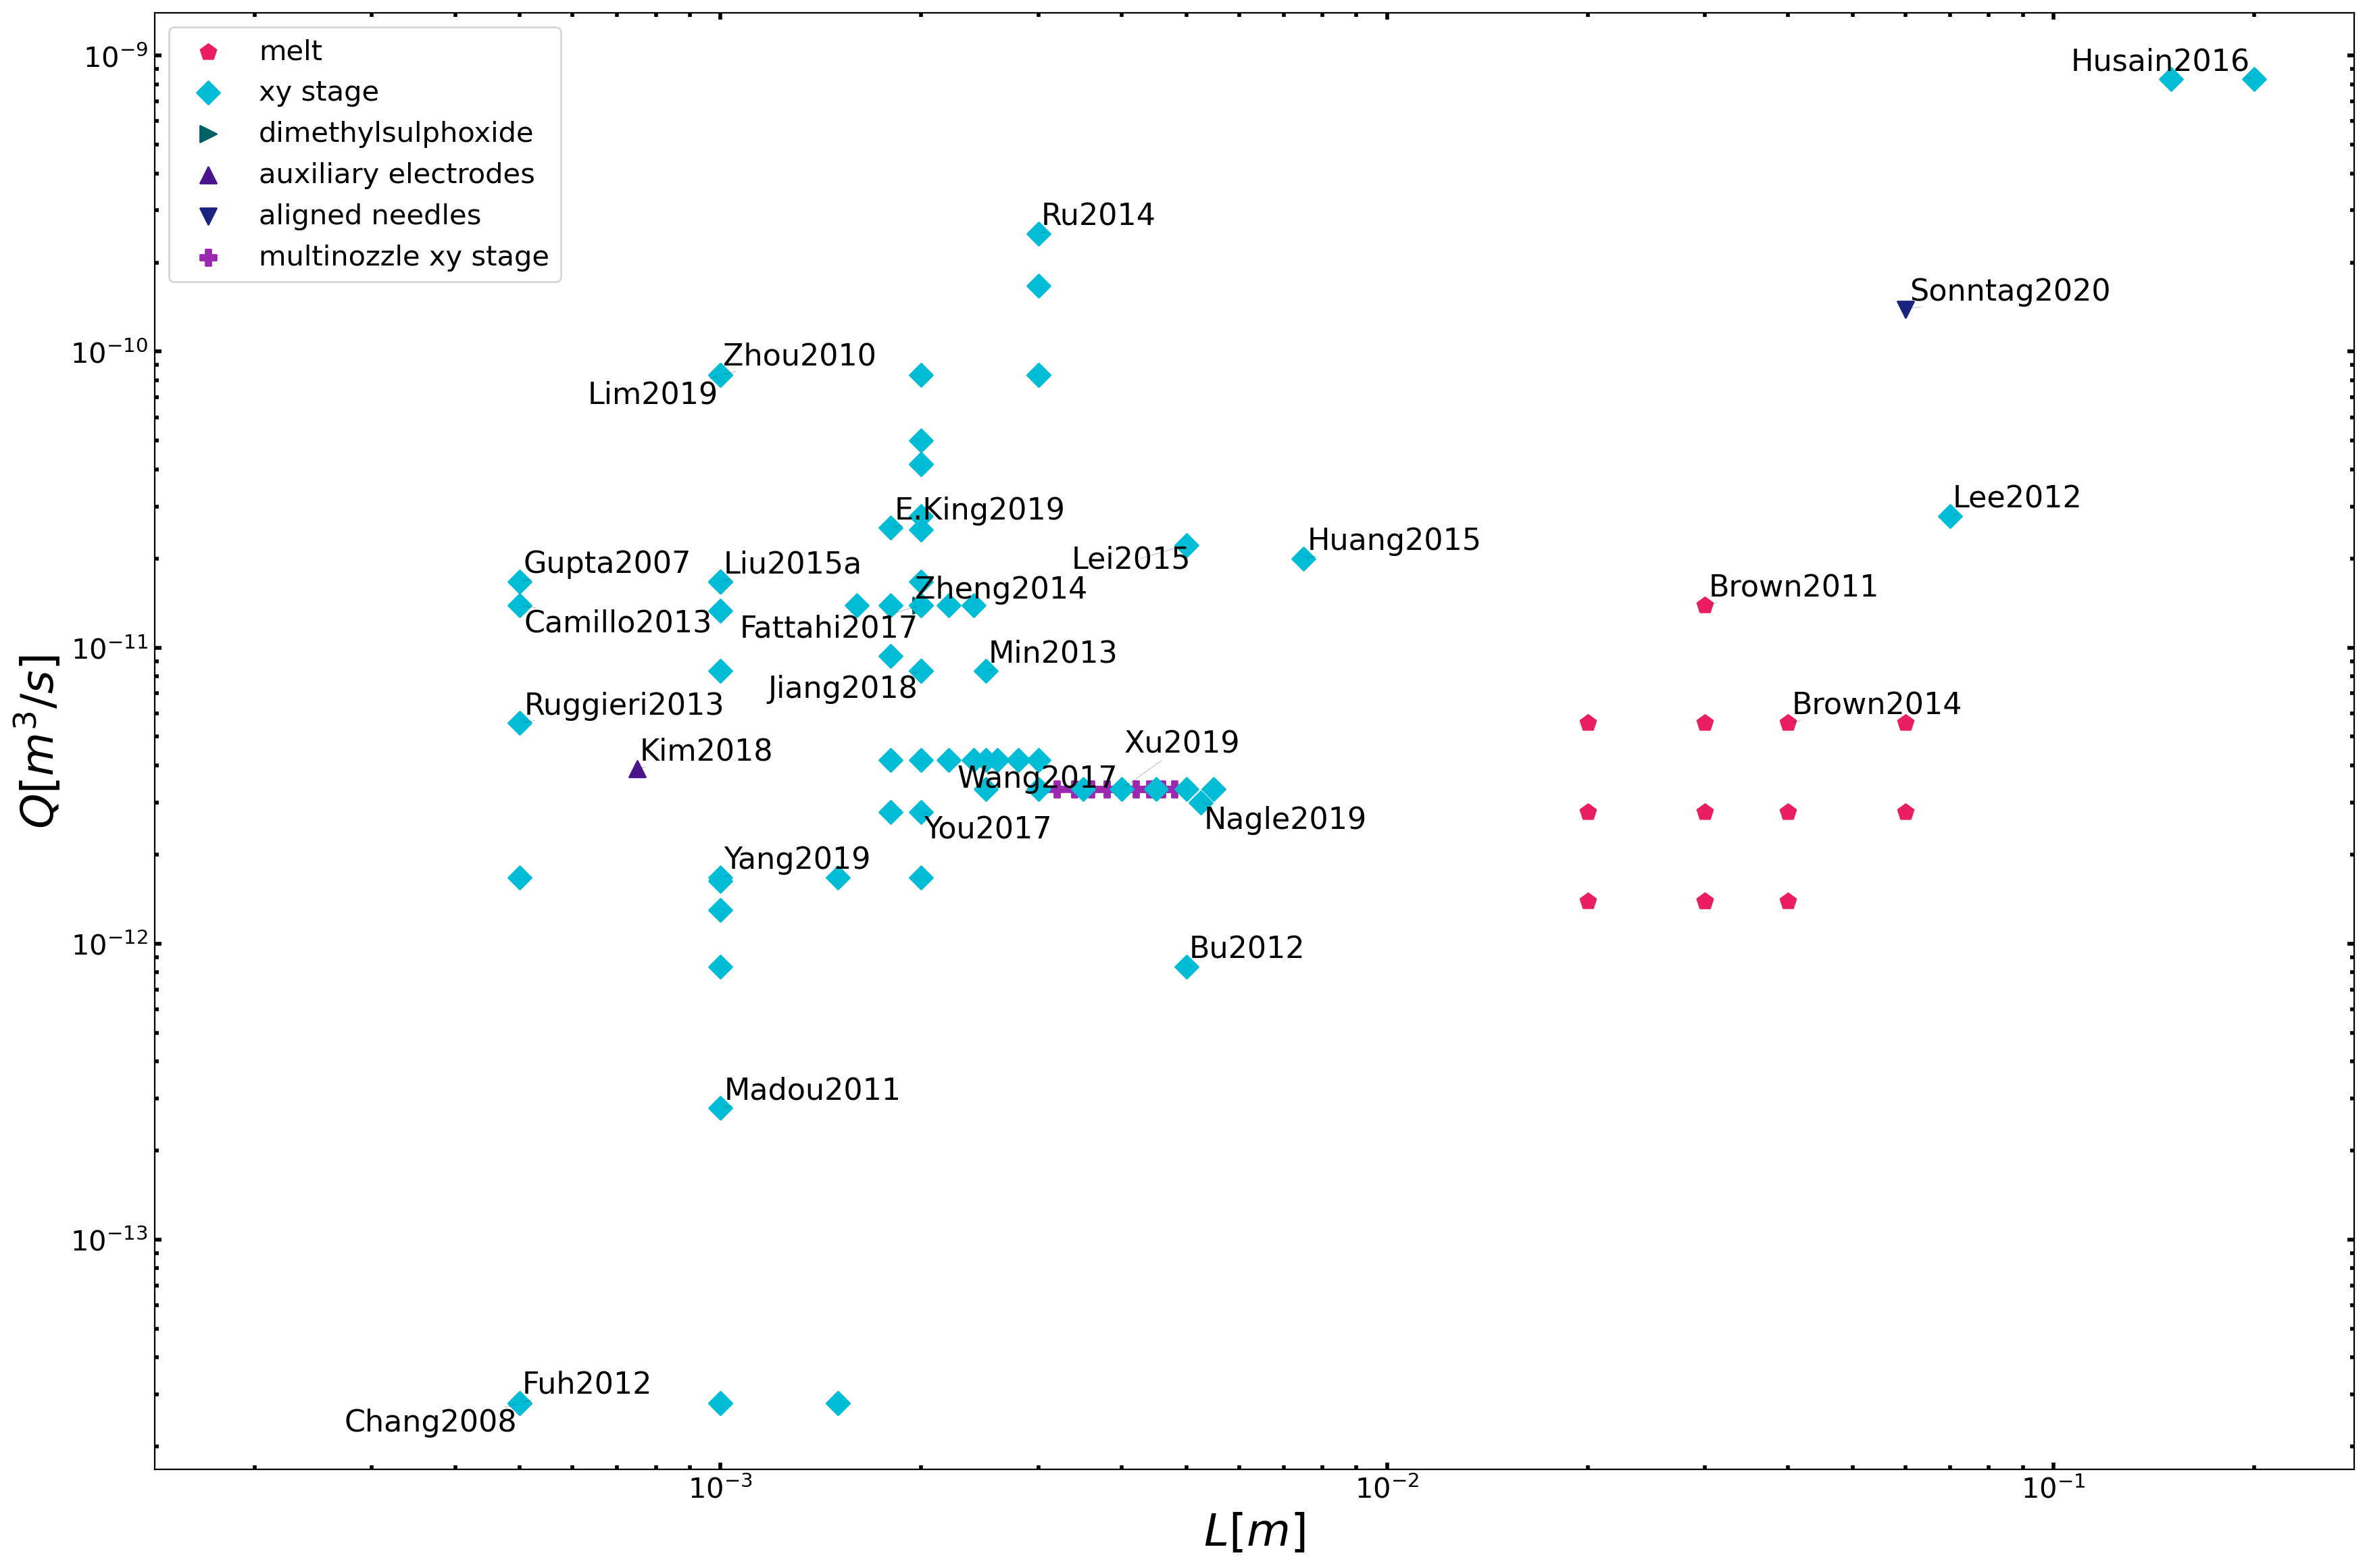 melt
xy stage
dimethylsulphoxide
auxiliary electrodes
aligned needles
multinozzle xy stage
10⁻⁹
10⁻¹⁰
10⁻¹¹
10⁻¹²
10⁻¹³
Q[m³/s]
Husain2016
Ru2014
Sonntag2020
Zhou2010
Lim2019
E.King2019
Lee2012
Huang2015
Lei2015
Gupta2007
Liu2015a
Zheng2014
Brown2011
Camillo2013
Fattahi2017
Min2013
Jiang2018
Ruggieri2013
Brown2014
Kim2018
Xu2019
Wang2017
Nagle2019
You2017
Yang2019
Bu2012
Madou2011
Fuh2012
Chang2008
10⁻³
10⁻²
10⁻¹
L[m]